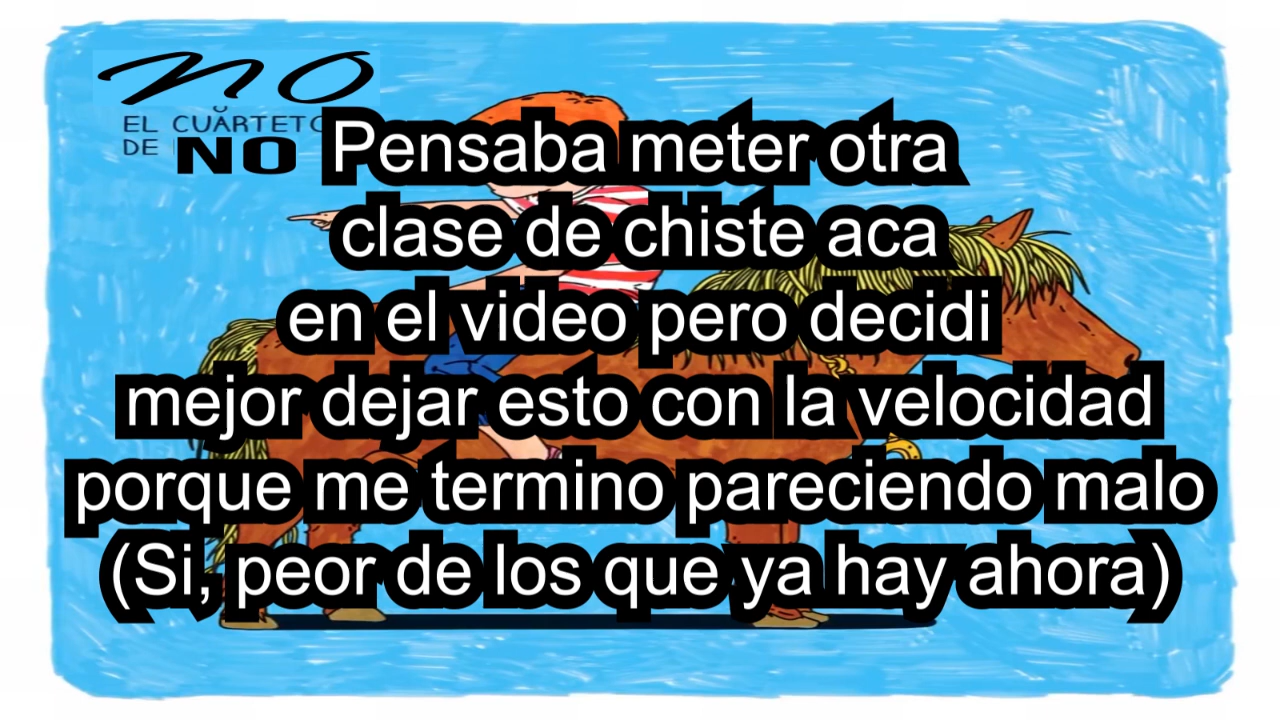 NO
EL CUARTETO
DE NO
Pensaba meter otra
clase de chiste aca
en el video pero decidi
mejor dejar esto con la velocidad
porque me termino pareciendo malo
(Si, peor de los que ya hay ahora)